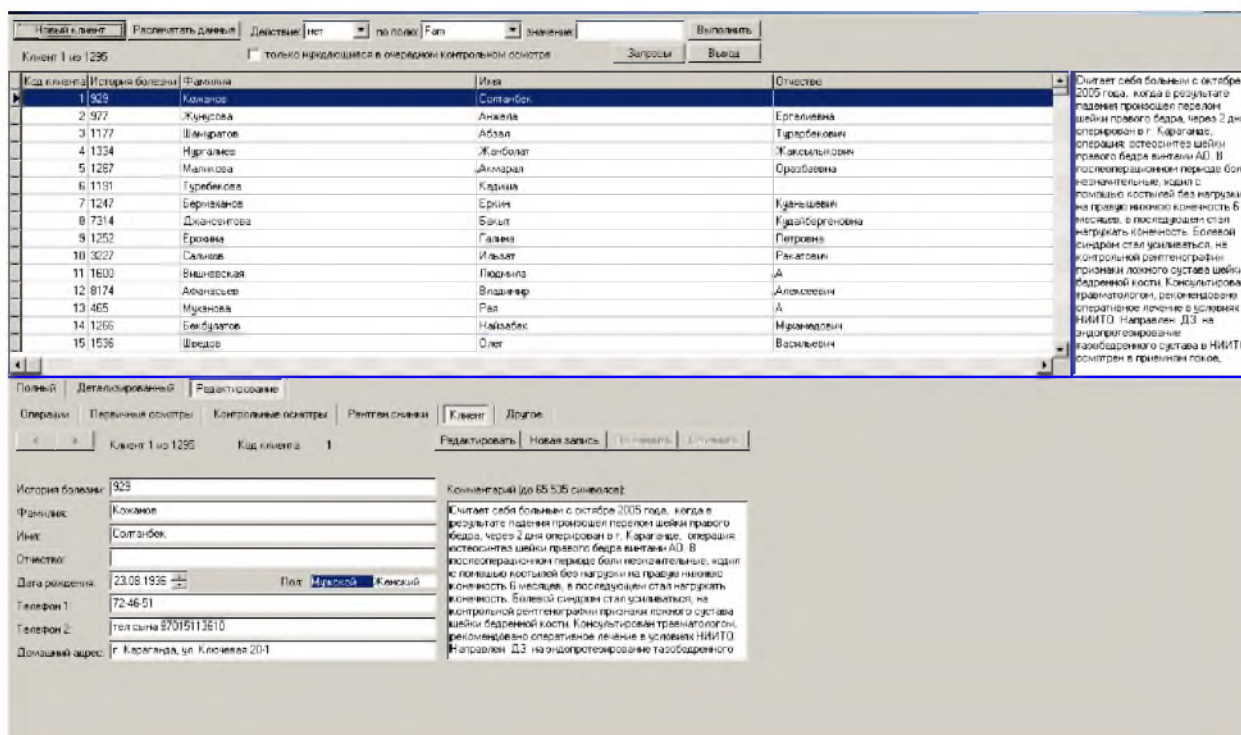 Новый клиент Распечатать данные Действие: нет по полю: Fam значение: Выполнить
Клиент 1 из 1295 только нуждающиеся в очередном контрольном осмотре Запросы Выход
Код клиента История болезни Фамилия Имя Отчество
1 929 Кожанов Солтанбек
2 977 Жунусова Анжела Ергалиевна
3 1177 Шануратов Абзал Турарбекович
4 1334 Нургалиев Жанболат Жаксылыкович
5 1287 Маликова Акмарал Оразбаевна
6 1191 Туребекова Кадиша
7 1247 Бермаханов Еркин Куанышевич
8 7314 Джансеитова Бакыт Кудайбергеновна
9 1252 Ерохина Галина Петровна
10 3227 Салихов Ильзат Ракатович
11 1600 Вишневская Людмила А
12 8174 Афанасьев Владимир Алексеевич
13 465 Муканова Рая А
14 1266 Бекбулатов Найзабек Мухамедович
15 1536 Шведов Олег Васильевич
Считает себя больным с октября
2005 года, когда в результате
падения произошел перелом
шейки правого бедра, через 2 дня
оперирован в г. Караганде,
операция: остеосинтез шейки
правого бедра винтами АО. В
послеоперационном периоде бол
незначительные, ходил с
помощью костылей без нагрузки
на правую нижнюю конечность 6
месяцев, в последующем стал
нагружать конечность. Болевой
синдром стал усиливаться, на
контрольной рентгенографии
признаки ложного сустава шейки
бедренной кости. Консультирова
травматологом, рекомендовано
оперативное лечение в условиях
НИИТО. Направлен ДЗ на
эндопротезирование
тазобедренного сустава в НИИТО
осмотрен в приемном покое,
Полный Детализированный Редактирование
Операции Первичные осмотры Контрольные осмотры Рентген снимки Клиент Другое
Клиент 1 из 1295 Код клиента 1 Редактировать Новая запись
История болезни: 929
Фамилия: Кожанов
Имя: Солтанбек
Отчество:
Дата рождения: 23.08.1936 Пол: Мужской Женский
Телефон 1: 72-46-51
Телефон 2: тел сына 87015113610
Домашний адрес: г. Караганда, ул. Ключевая 20-1
Комментарий (до 65 535 символов):
Считает себя больным с октября 2005 года, когда в
результате падения произошел перелом шейки правого
бедра, через 2 дня оперирован в г. Караганде, операция:
остеосинтез шейки правого бедра винтами АО. В
послеоперационном периоде боли незначительные, ходил
с помощью костылей без нагрузки на правую нижнюю
конечность 6 месяцев, в последующем стал нагружать
конечность. Болевой синдром стал усиливаться, на
контрольной рентгенографии признаки ложного сустава
шейки бедренной кости. Консультирован травматологом,
рекомендовано оперативное лечение в условиях НИИТО.
Направлен ДЗ на эндопротезирование тазобедренного